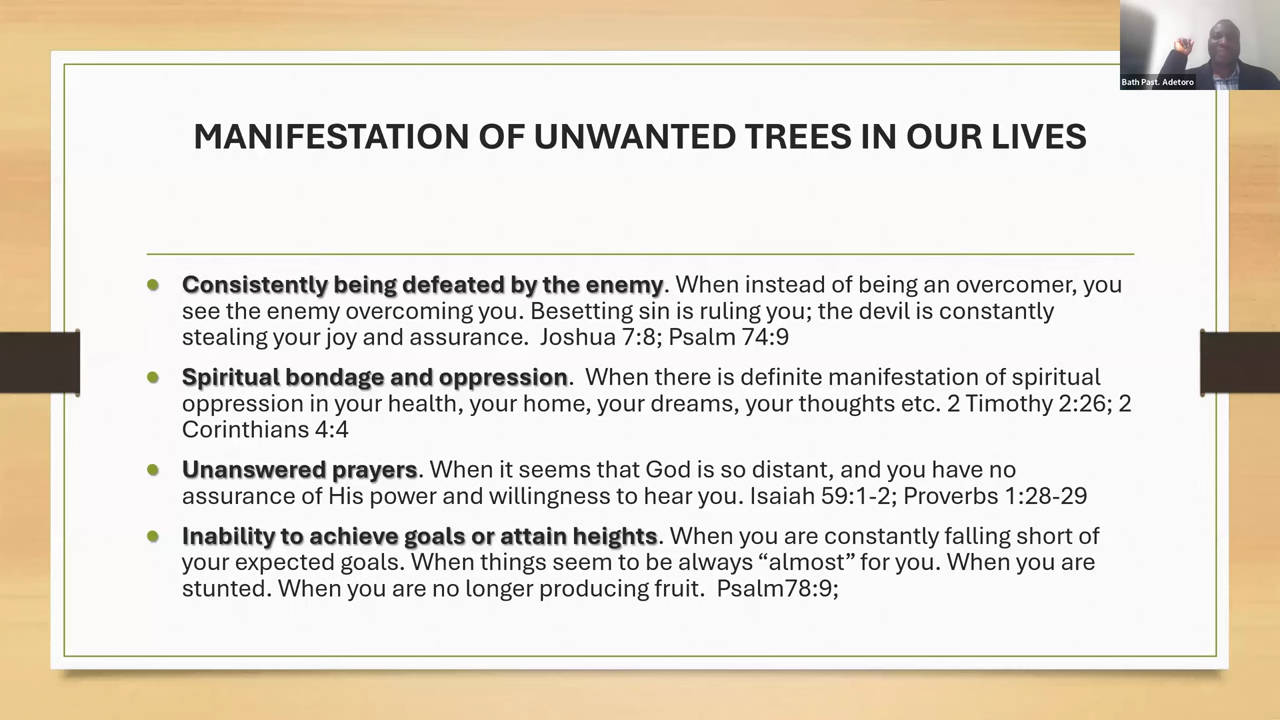 Bath Past. Adetoro
MANIFESTATION OF UNWANTED TREES IN OUR LIVES
Consistently being defeated by the enemy. When instead of being an overcomer, you
see the enemy overcoming you. Besetting sin is ruling you; the devil is constantly
stealing your joy and assurance.  Joshua 7:8; Psalm 74:9
Spiritual bondage and oppression.  When there is definite manifestation of spiritual
oppression in your health, your home, your dreams, your thoughts etc. 2 Timothy 2:26; 2
Corinthians 4:4
Unanswered prayers. When it seems that God is so distant, and you have no
assurance of His power and willingness to hear you. Isaiah 59:1-2; Proverbs 1:28-29
Inability to achieve goals or attain heights. When you are constantly falling short of
your expected goals. When things seem to be always “almost” for you. When you are
stunted. When you are no longer producing fruit.  Psalm78:9;